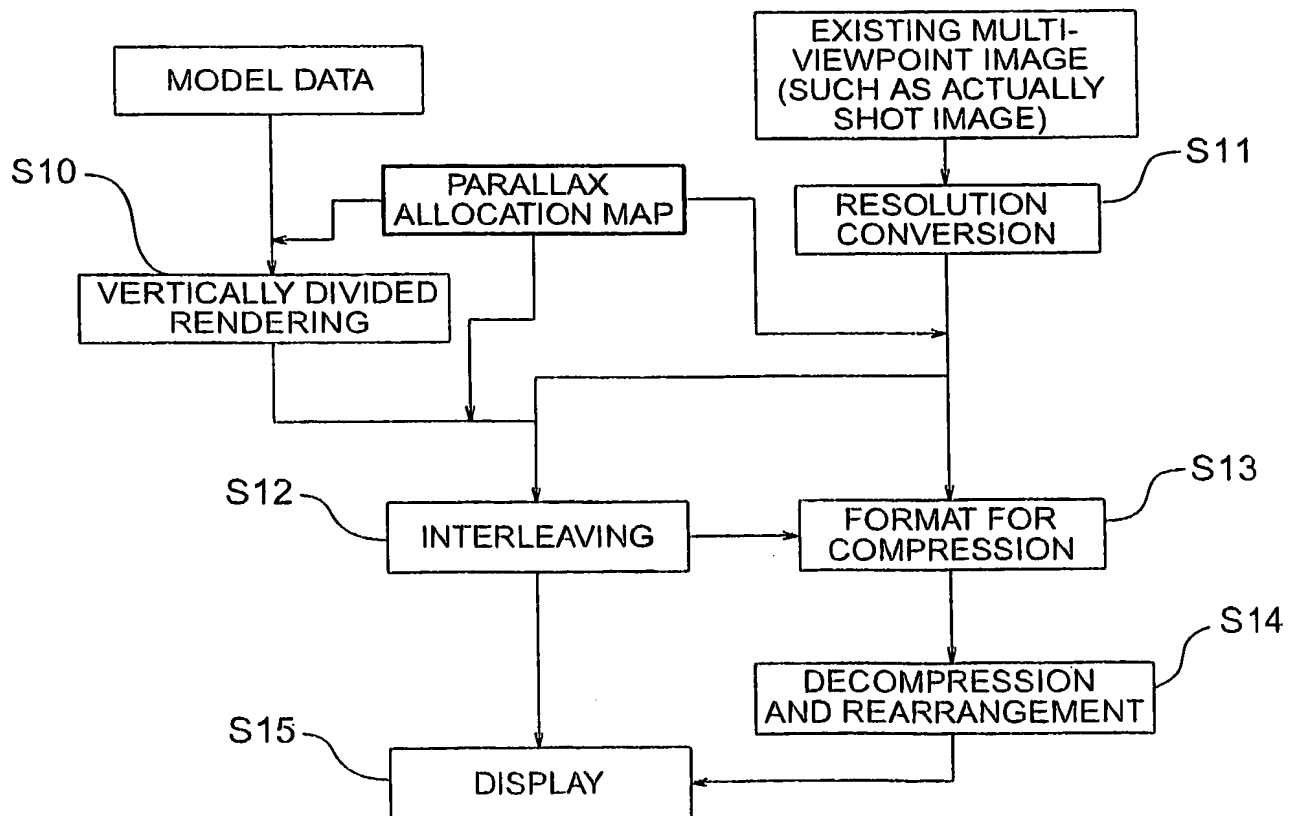 MODEL DATA
EXISTING MULTI-
VIEWPOINT IMAGE
(SUCH AS ACTUALLY
SHOT IMAGE)
S10
PARALLAX
ALLOCATION MAP
S11
RESOLUTION
CONVERSION
VERTICALLY DIVIDED
RENDERING
S12
INTERLEAVING
S13
FORMAT FOR
COMPRESSION
S14
DECOMPRESSION
AND REARRANGEMENT
S15
DISPLAY